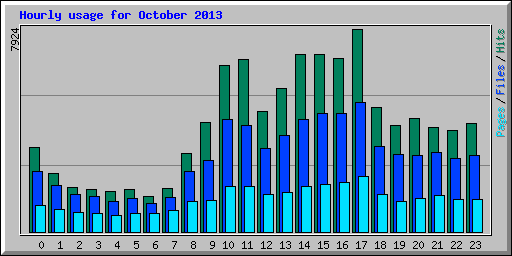 Hourly usage for October 2013
7924
Pages/Files/Hits
0 1 2 3 4 5 6 7 8 9 10 11 12 13 14 15 16 17 18 19 20 21 22 23